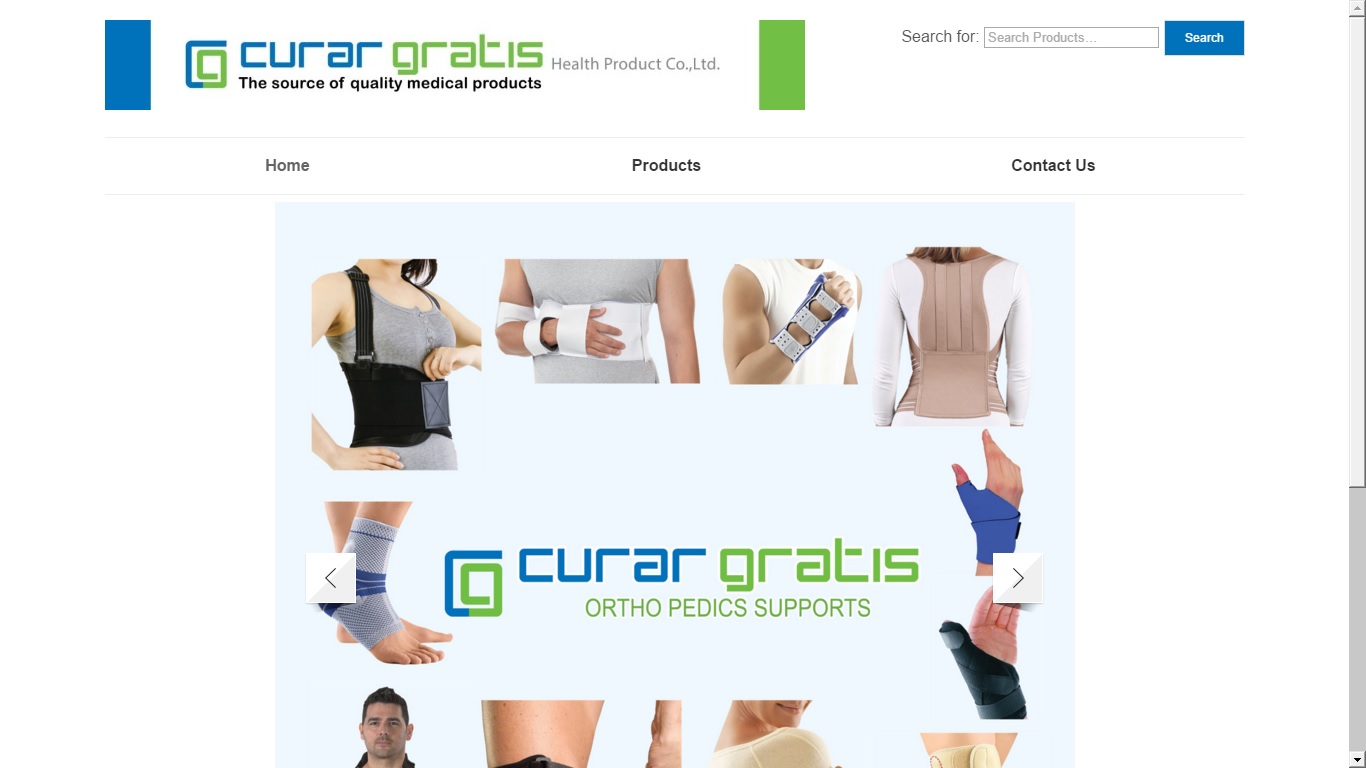 curar gratis Health Product Co.,Ltd.
The source of quality medical products
Search for: Search Products... Search
Home Products Contact Us
curar gratis
ORTHO PEDICS SUPPORTS